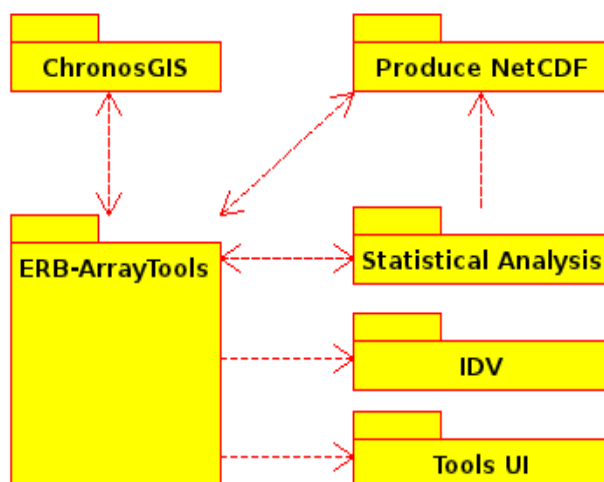 ChronosGIS
Produce NetCDF
ERB-ArrayTools
Statistical Analysis
IDV
Tools UI